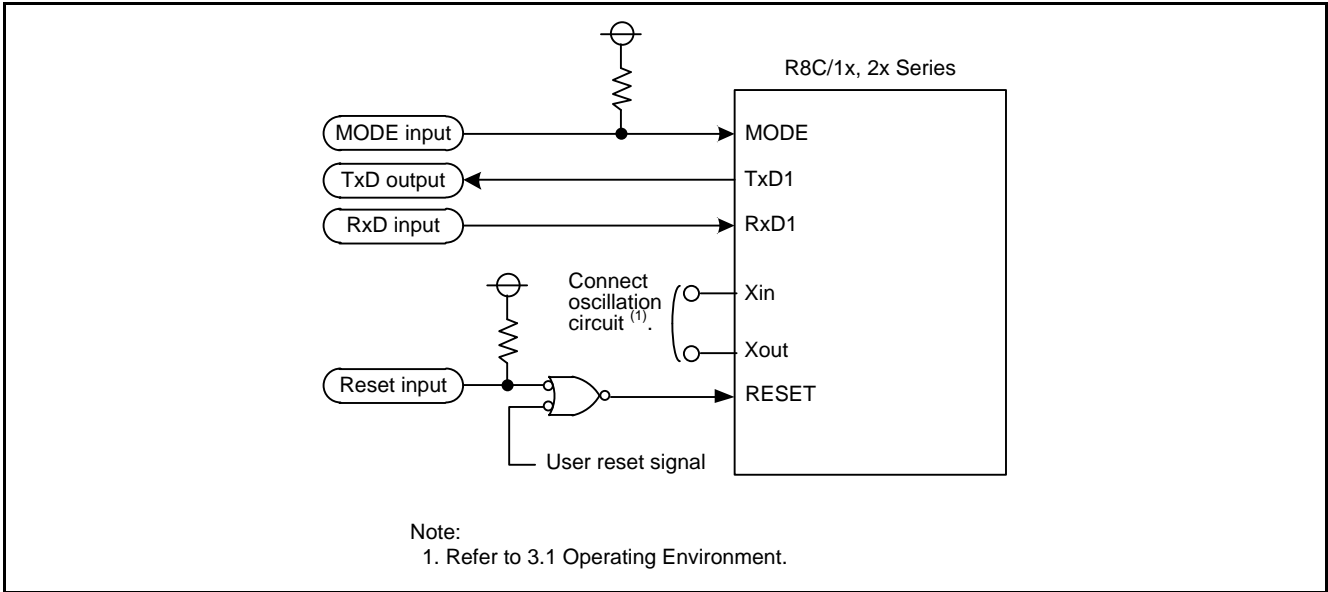 R8C/1x, 2x Series
MODE input
MODE
TxD output
TxD1
RxD input
RxD1
Connect
oscillation
circuit (1).
Xin
Xout
Reset input
RESET
User reset signal
Note:
1. Refer to 3.1 Operating Environment.